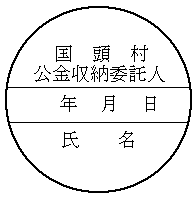 国頭村
公金収納委託人
年 月 日
氏 名